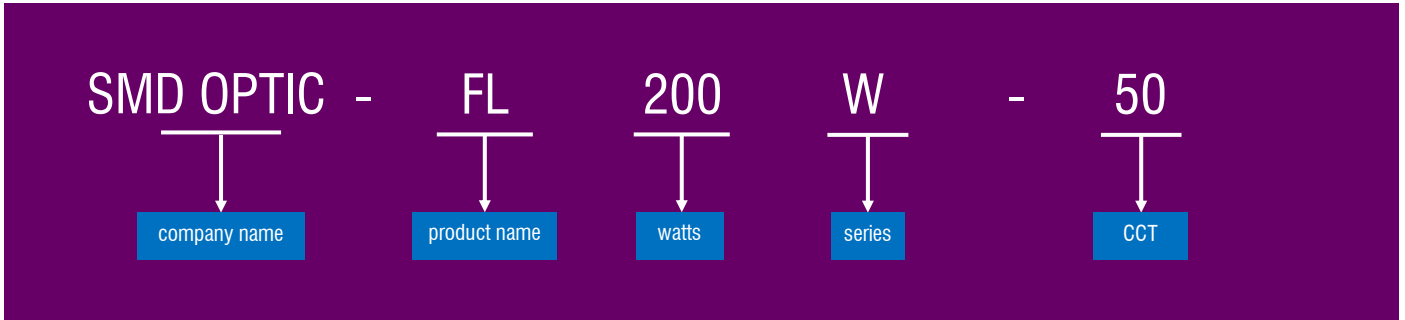 SMD OPTIC - FL 200 W - 50
company name product name watts series CCT